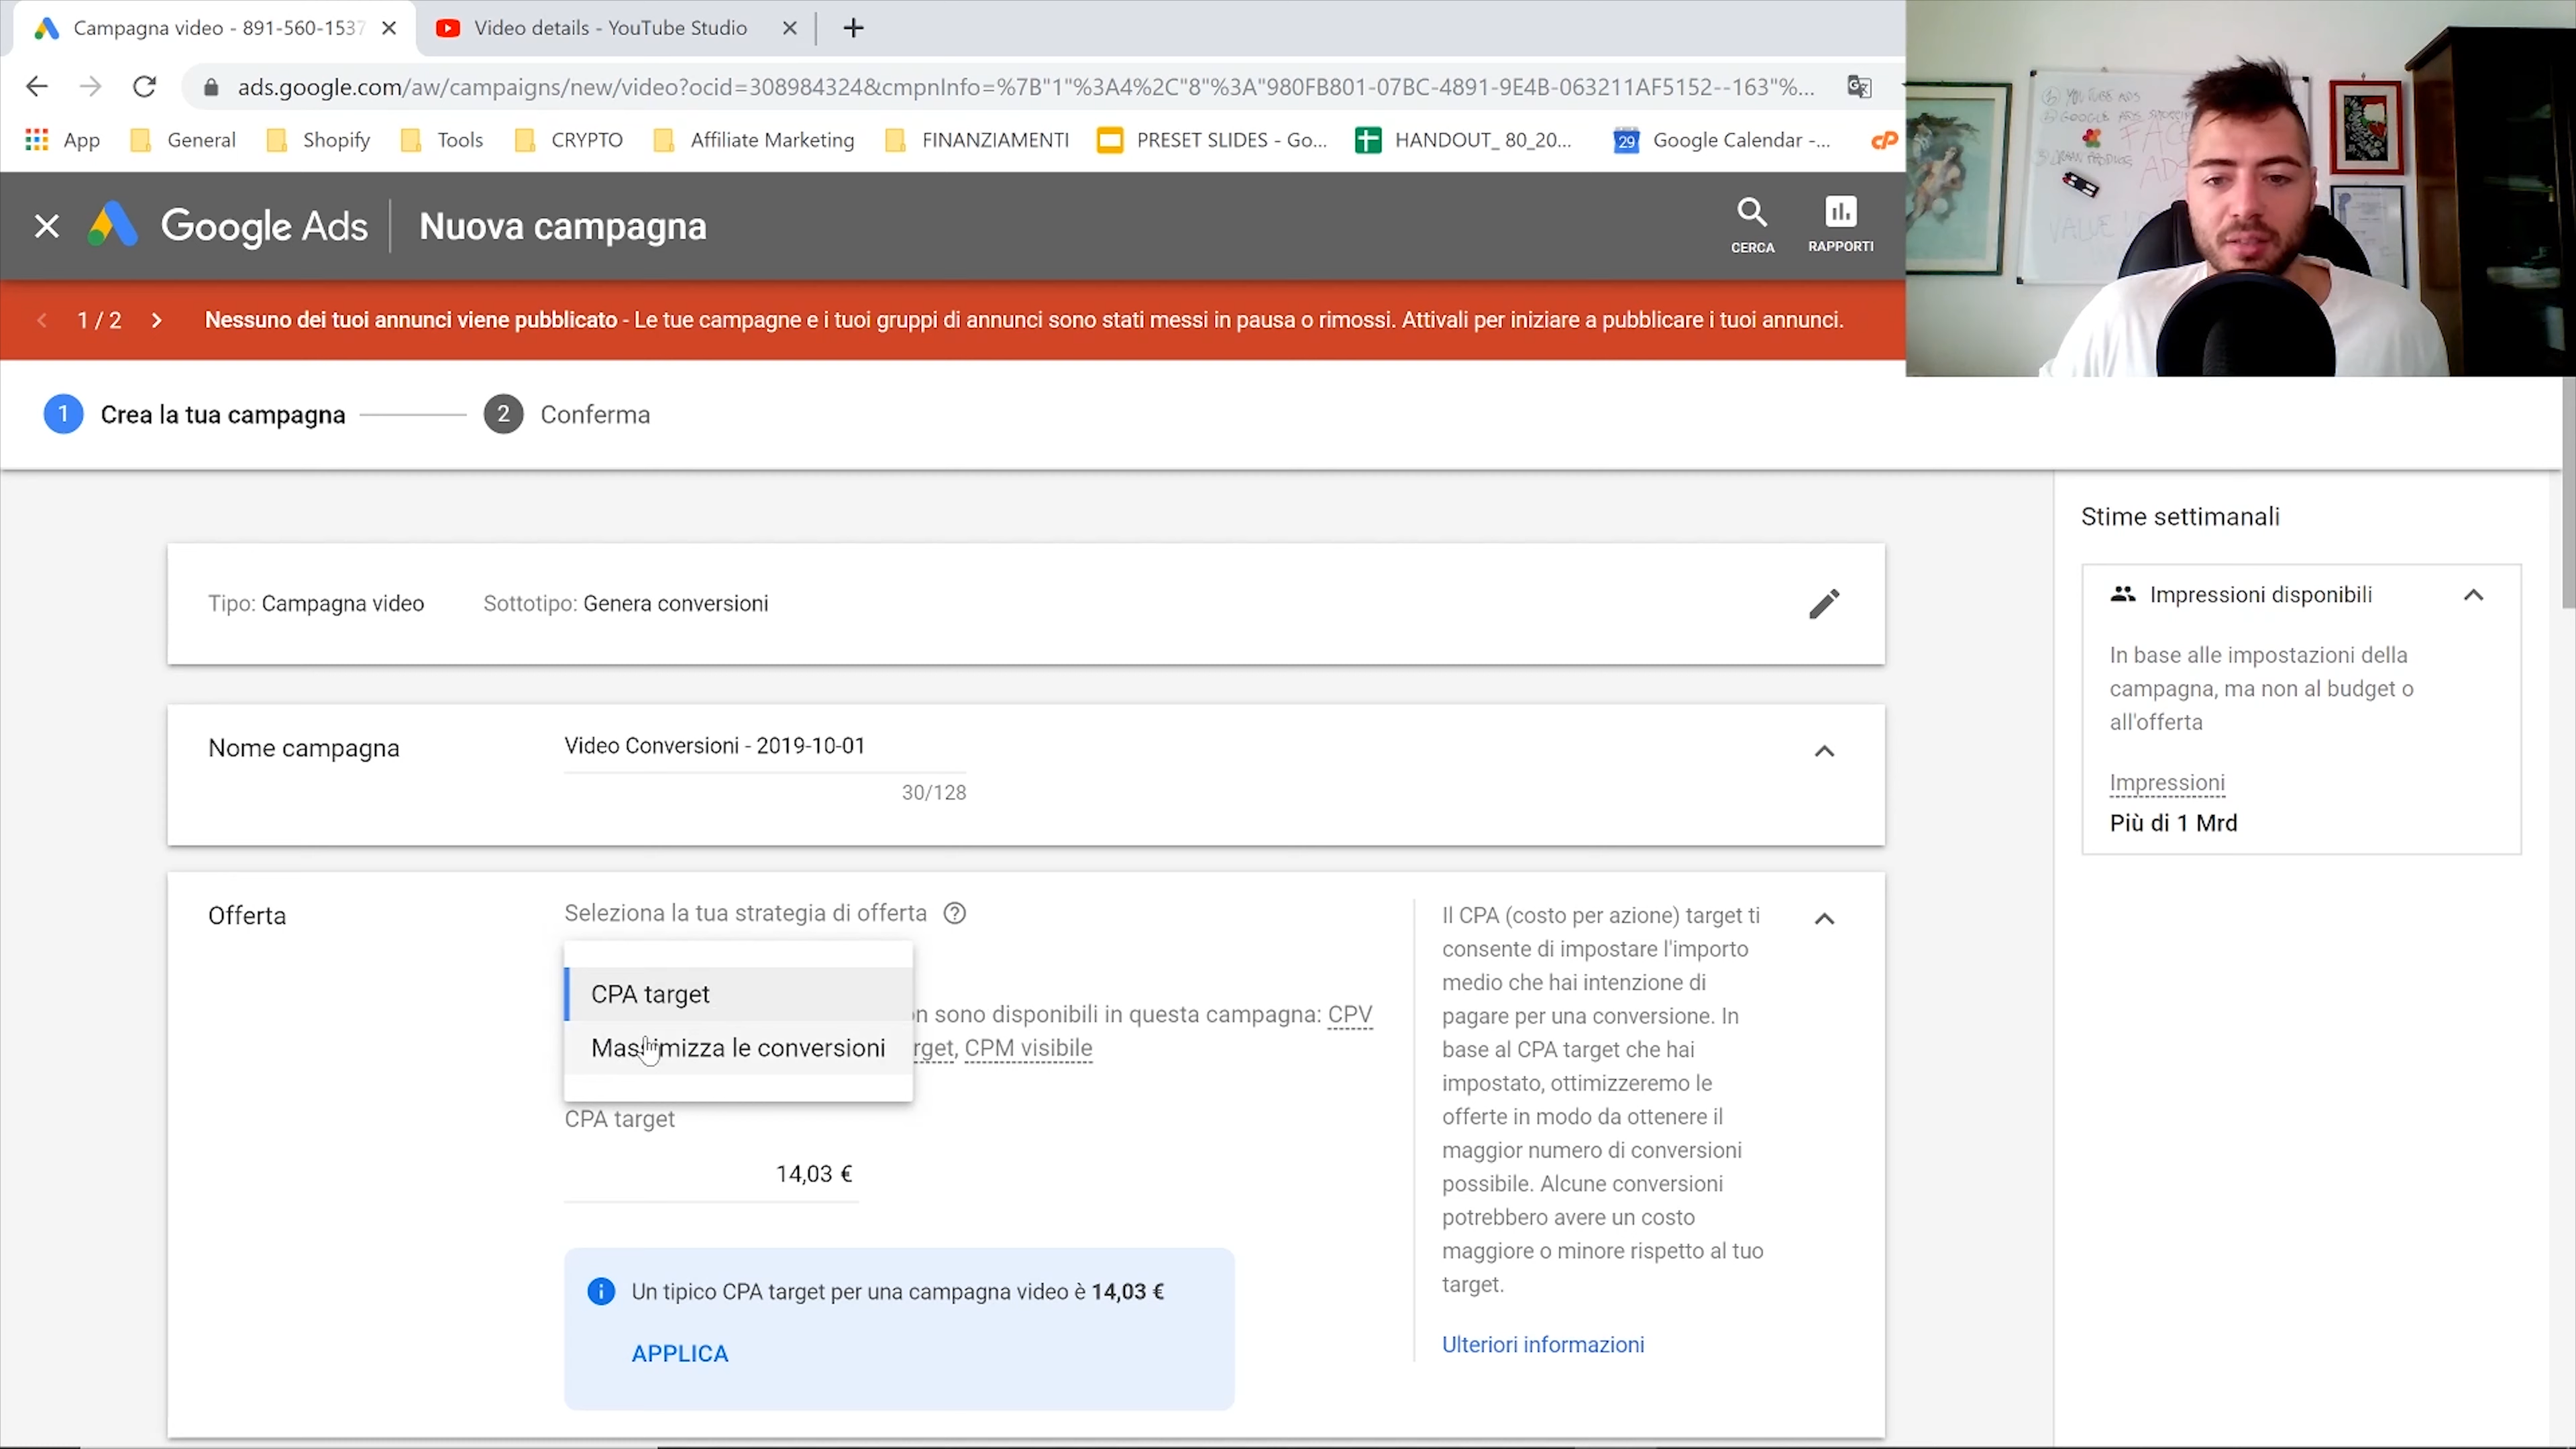 Campagna video - 891-560-1537
Video details - YouTube Studio
ads.google.com/aw/campaigns/new/video?ocid=308984324&cmpnInfo=%7B"1"%3A4%2C"8"%3A"980FB801-07BC-4891-9E4B-063211AF5152--163"%...
App General Shopify Tools CRYPTO Affiliate Marketing FINANZIAMENTI PRESET SLIDES - Go... HANDOUT_ 80_20... 29 Google Calendar -...
Google Ads Nuova campagna
CERCA RAPPORTI
1 / 2 Nessuno dei tuoi annunci viene pubblicato - Le tue campagne e i tuoi gruppi di annunci sono stati messi in pausa o rimossi. Attivali per iniziare a pubblicare i tuoi annunci.
1 Crea la tua campagna 2 Conferma
Tipo: Campagna video Sottotipo: Genera conversioni
Nome campagna
Video Conversioni - 2019-10-01
30/128
Offerta
Seleziona la tua strategia di offerta
CPA target
Massimizza le conversioni
n sono disponibili in questa campagna: CPV
rget, CPM visibile
CPA target
14,03 €
Un tipico CPA target per una campagna video è 14,03 €
APPLICA
Il CPA (costo per azione) target ti
consente di impostare l'importo
medio che hai intenzione di
pagare per una conversione. In
base al CPA target che hai
impostato, ottimizzeremo le
offerte in modo da ottenere il
maggior numero di conversioni
possibile. Alcune conversioni
potrebbero avere un costo
maggiore o minore rispetto al tuo
target.
Ulteriori informazioni
Stime settimanali
Impressioni disponibili
In base alle impostazioni della
campagna, ma non al budget o
all'offerta
Impressioni
Più di 1 Mrd
YOUTUBE ADS
GOOGLE ADS